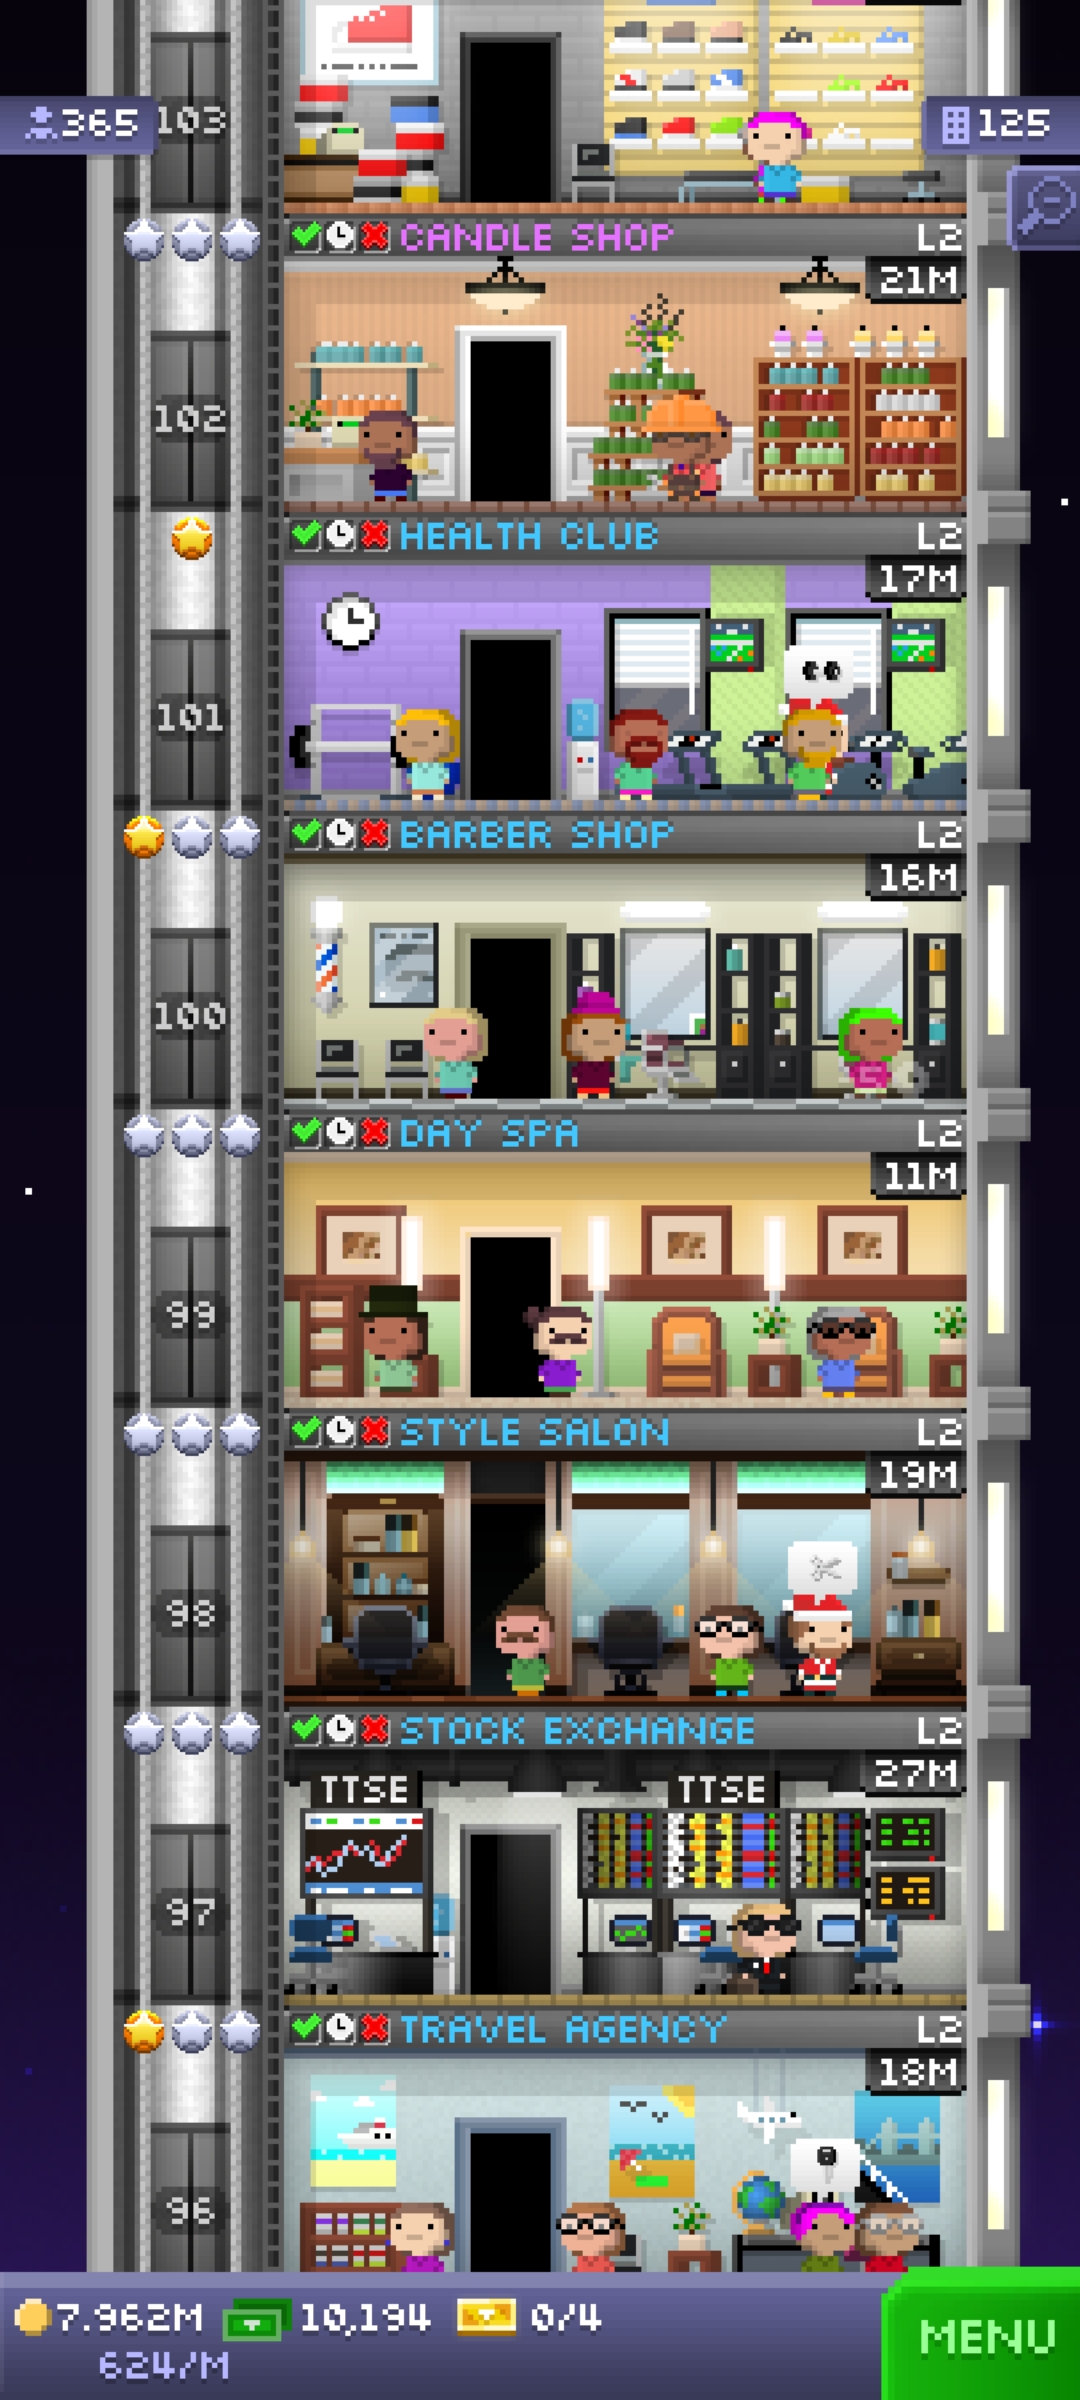 365
103
125
CANDLE SHOP L2
21M
102
HEALTH CLUB L2
17M
101
BARBER SHOP L2
16M
100
DAY SPA L2
11M
99
STYLE SALON L2
19M
98
STOCK EXCHANGE L2
27M
TTSE TTSE
97
TRAVEL AGENCY L2
18M
96
7.962M 10,194 0/4
624/M
MENU